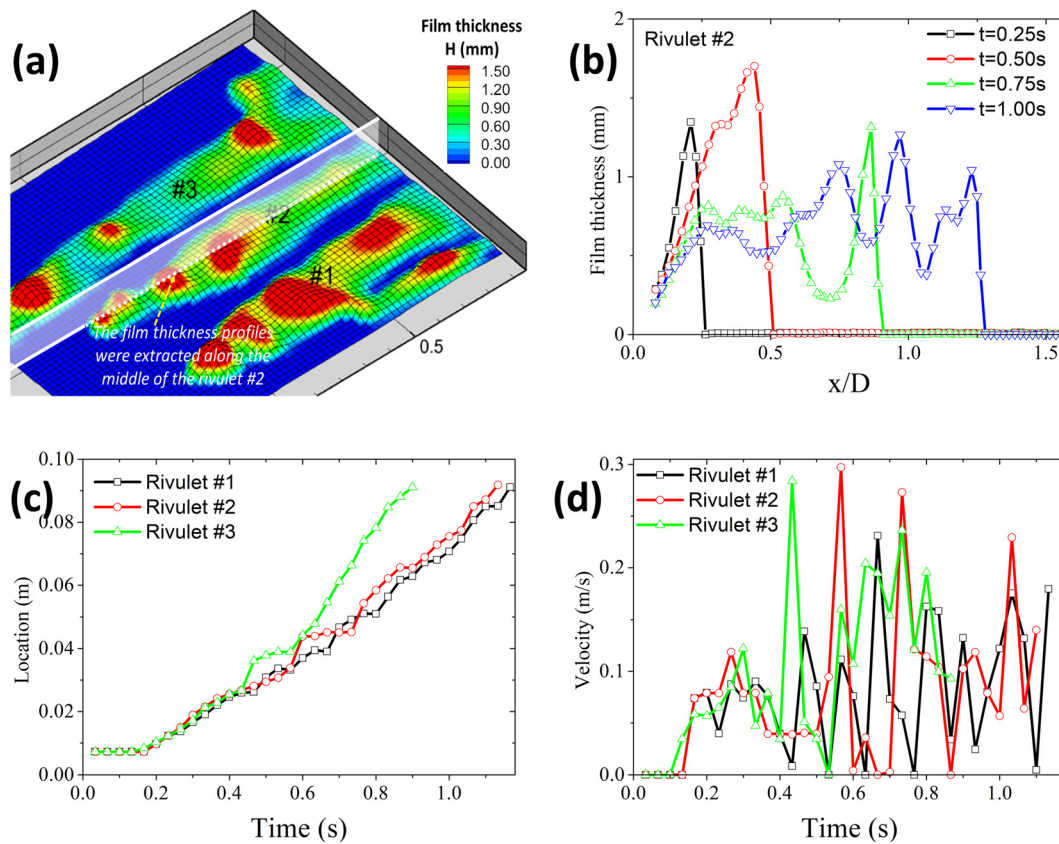 (a)
Film thickness
H (mm)
1.50
1.20
0.90
0.60
0.30
0.00
#3
#2
#1
0.5
The film thickness profiles
were extracted along the
middle of the rivulet #2
(b)
Rivulet #2
t=0.25s
t=0.50s
t=0.75s
t=1.00s
Film thickness (mm)
2
1
0
0.0 0.5 1.0 1.5
x/D
(c)
Rivulet #1
Rivulet #2
Rivulet #3
Location (m)
0.10
0.08
0.06
0.04
0.02
0.00
0.0 0.2 0.4 0.6 0.8 1.0
Time (s)
(d)
Rivulet #1
Rivulet #2
Rivulet #3
Velocity (m/s)
0.3
0.2
0.1
0.0
0.0 0.2 0.4 0.6 0.8 1.0
Time (s)